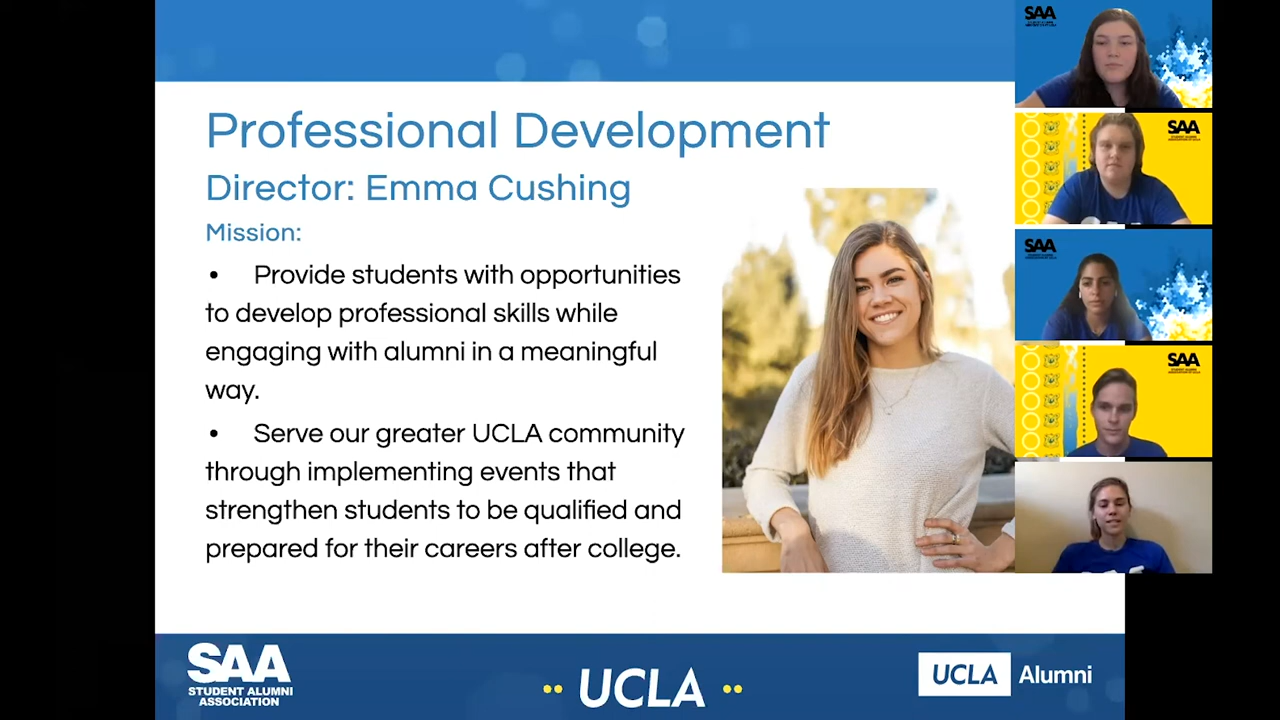 Professional Development
Director: Emma Cushing
Mission:
• Provide students with opportunities
to develop professional skills while
engaging with alumni in a meaningful
way.
• Serve our greater UCLA community
through implementing events that
strengthen students to be qualified and
prepared for their careers after college.
SAA
STUDENT ALUMNI
ASSOCIATION
UCLA
UCLA Alumni
SAA
SAA
SAA
SAA